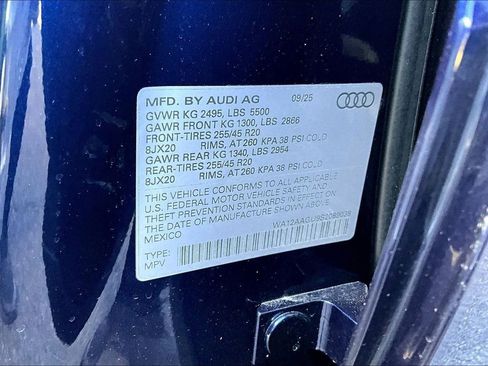 MFD. BY AUDI AG 09/25
GVWR KG 2495, LBS 5500
GAWR FRONT KG 1300, LBS 2866
FRONT-TIRES 255/45 R20
8JX20 RIMS, AT 260 KPA 38 PSI COLD
GAWR REAR KG 1340, LBS 2954
REAR-TIRES 255/45 R20
8JX20 RIMS, AT 260 KPA 38 PSI COLD
THIS VEHICLE CONFORMS TO ALL APPLICABLE
U.S. FEDERAL MOTOR VEHICLE SAFETY AND
THEFT PREVENTION STANDARDS IN EFFECT ON
THE DATE OF MANUFACTURE SHOWN ABOVE
MEXICO
TYPE
MPV